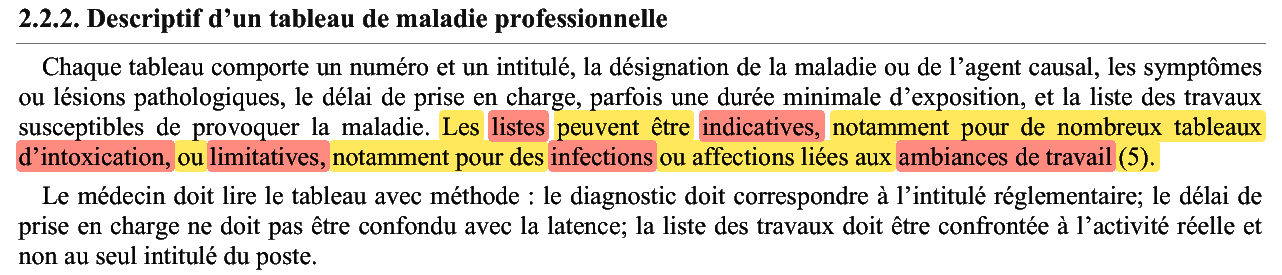 2.2.2. Descriptif d’un tableau de maladie professionnelle
Chaque tableau comporte un numéro et un intitulé, la désignation de la maladie ou de l’agent causal, les symptômes
ou lésions pathologiques, le délai de prise en charge, parfois une durée minimale d’exposition, et la liste des travaux
susceptibles de provoquer la maladie. Les listes peuvent être indicatives, notamment pour de nombreux tableaux
d’intoxication, ou limitatives, notamment pour des infections ou affections liées aux ambiances de travail (5).
Le médecin doit lire le tableau avec méthode : le diagnostic doit correspondre à l’intitulé réglementaire; le délai de
prise en charge ne doit pas être confondu avec la latence; la liste des travaux doit être confrontée à l’activité réelle et
non au seul intitulé du poste.